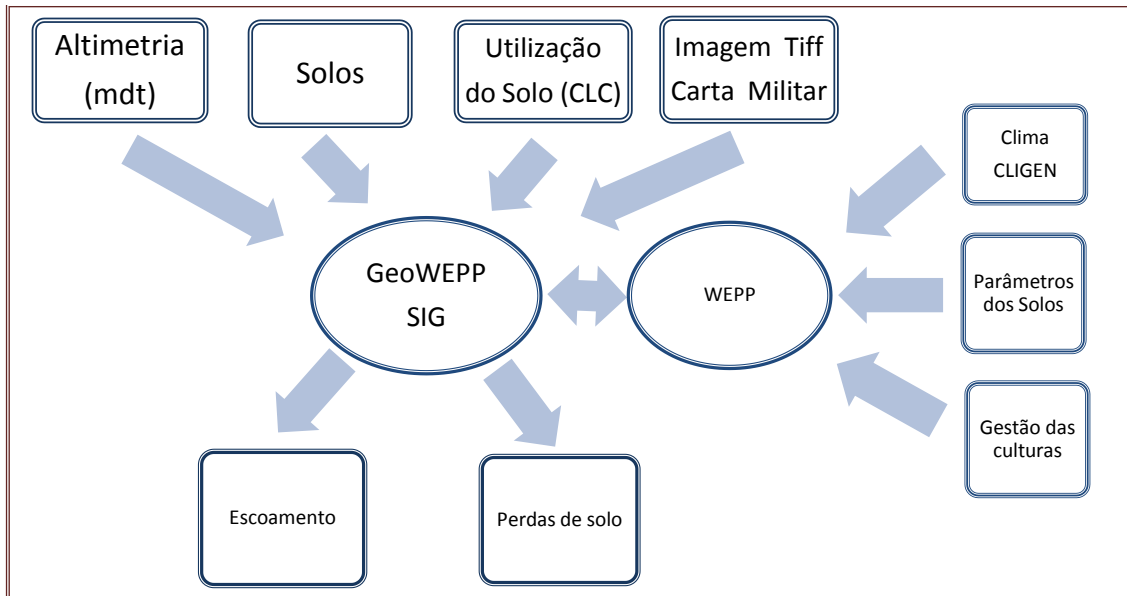 Altimetria
(mdt)
Solos
Utilização
do Solo (CLC)
Imagem Tiff
Carta Militar
Clima
CLIGEN
GeoWEPP
SIG
WEPP
Parâmetros
dos Solos
Gestão das
culturas
Escoamento
Perdas de solo